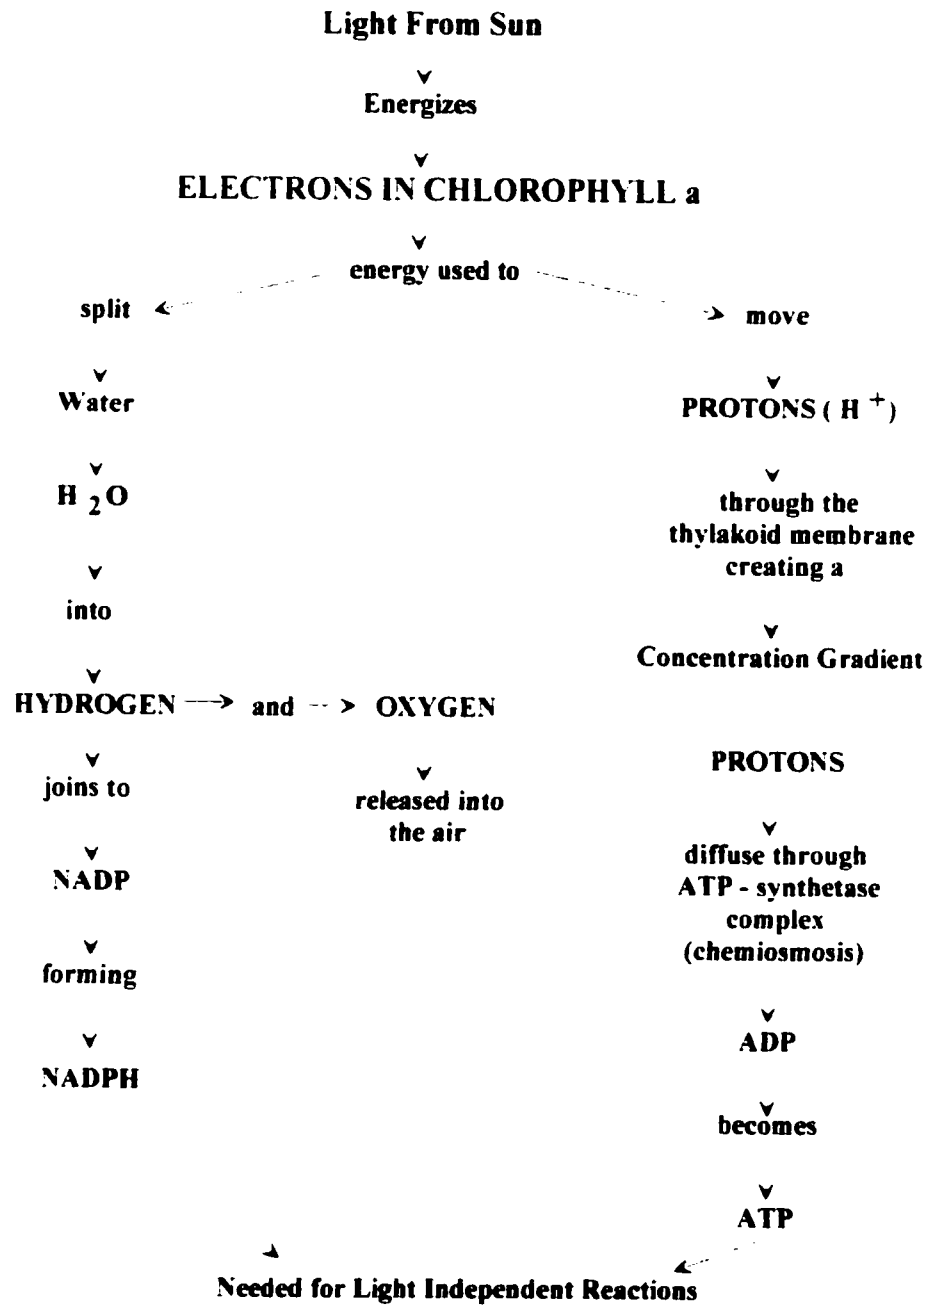 Light From Sun
Energizes
ELECTRONS IN CHLOROPHYLL a
energy used to
split
Water
H₂O
into
HYDROGEN
and
OXYGEN
joins to
NADP
forming
NADPH
released into
the air
move
PROTONS ( H⁺)
through the
thylakoid membrane
creating a
Concentration Gradient
PROTONS
diffuse through
ATP - synthetase
complex
(chemiosmosis)
ADP
becomes
ATP
Needed for Light Independent Reactions